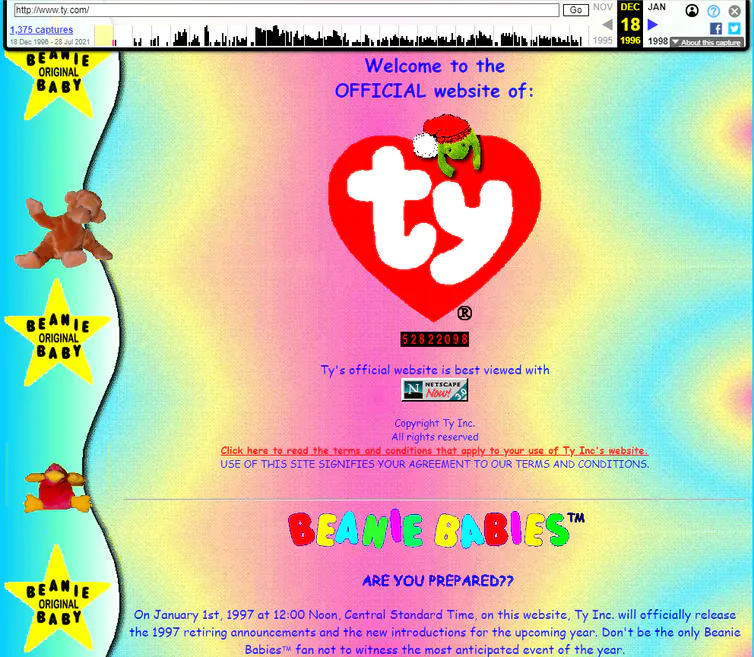 http://www.ty.com/ Go NOV DEC JAN
1,375 captures 18
18 Dec 1996 - 28 Jul 2021 1995 1996 1998 About this capture
BEANIE
ORIGINAL
BABY
Welcome to the
OFFICIAL website of:
ty
®
52822098
Ty's official website is best viewed with
N NETSCAPE
Now! 3.0
Copyright Ty Inc.
All rights reserved
Click here to read the terms and conditions that apply to your use of Ty Inc's website.
USE OF THIS SITE SIGNIFIES YOUR AGREEMENT TO OUR TERMS AND CONDITIONS.
BEANIE
ORIGINAL
BABY
BEANIE BABIES™
ARE YOU PREPARED??
On January 1st, 1997 at 12:00 Noon, Central Standard Time, on this website, Ty Inc. will officially release
the 1997 retiring announcements and the new introductions for the upcoming year. Don't be the only Beanie
Babies™ fan not to witness the most anticipated event of the year.
BEANIE
ORIGINAL
BABY